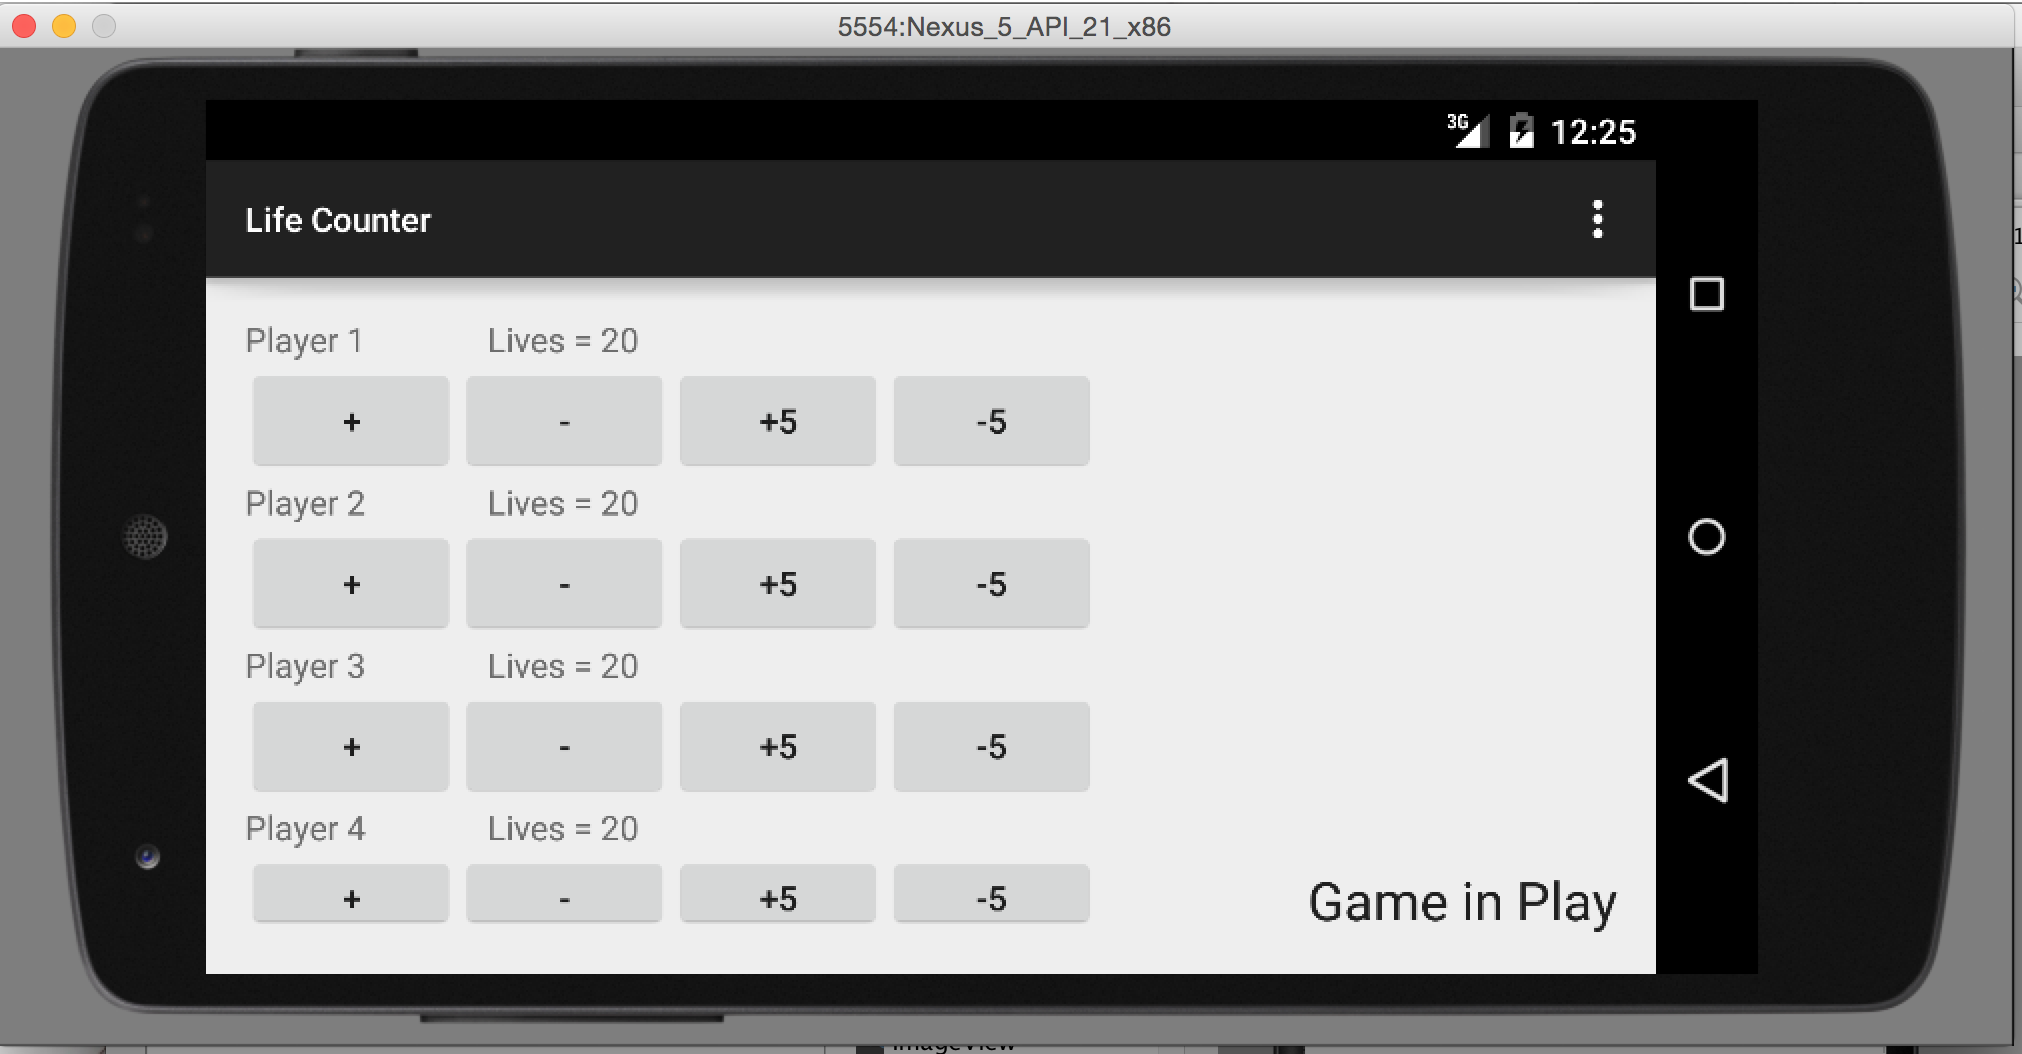 5554:Nexus_5_API_21_x86
3G 12:25
Life Counter
Player 1 Lives = 20
+ - +5 -5
Player 2 Lives = 20
+ - +5 -5
Player 3 Lives = 20
+ - +5 -5
Player 4 Lives = 20
+ - +5 -5
Game in Play
ImageView